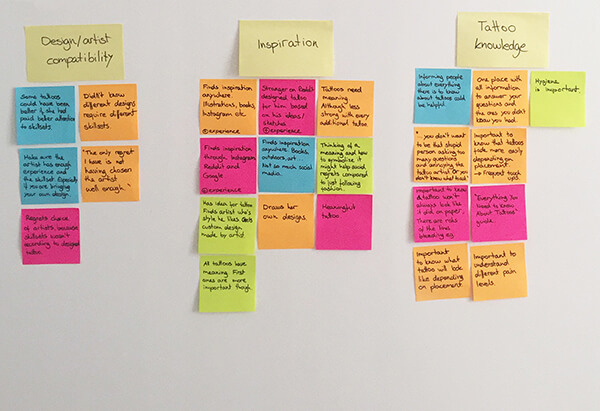 Design/artist
compatibility
Some tattoos
could have been
better if she had
paid better attention
to skillsets
Didn't know
different designs
require different
skillsets.
Make sure the
artist has enough
experience and
the skillset. Especially
if you are bringing
your own design.
"The only regret
I have is not
having chosen
the artist
well enough."
Regrets choice
of artists, because
skillsets wasn't
according to designed
tattoo.
Inspiration
Finds inspiration
anywhere.
Illustrations, books,
Instagram etc.
@experience
Stranger on Reddit
designed tattoo
for him based
on his ideas/
sketches
@experience
Tattoos need
meaning.
Although less
strong with every
additional tattoo.
Finds inspiration
through Instagram,
Reddit and
Google
@experience
Finds inspiration
anywhere. Books,
outdoors, art...
Not so much social
media.
Thinking of a
meaning and how
to symbolize it
might help avoid
regrets compared
to just following
fashion.
Has idea for tattoo.
Finds artist who's
style he likes. Gets
custom design
made by artist.
Draws her
own designs.
Meaningful
tattoo
All tattoos have
meaning. First
ones are more
important though.
Tattoo
knowledge
Informing people
about everything
there is to know
about tattoos could
be helpful.
One place with
all information
to answer your
questions and
the ones you didn't
know you had.
Hygiene
is important.
"... you don't want
to be that stupid
person asking too
many questions
and annoying the
tattoo artist. Or you
don't know what to ask"
Important to
know that tattoos
fade more easily
depending on
placement
→ Frequent touch
ups.
Important to know
a tattoo won't
always look like
it did on paper.
There are risks
of the lines
bleeding eg.
"Everything You
Need to Know
About Tattoos"
guide.
Important
to know what
tattoo will look
like depending
on placement
Important to
understand
different pain
levels.